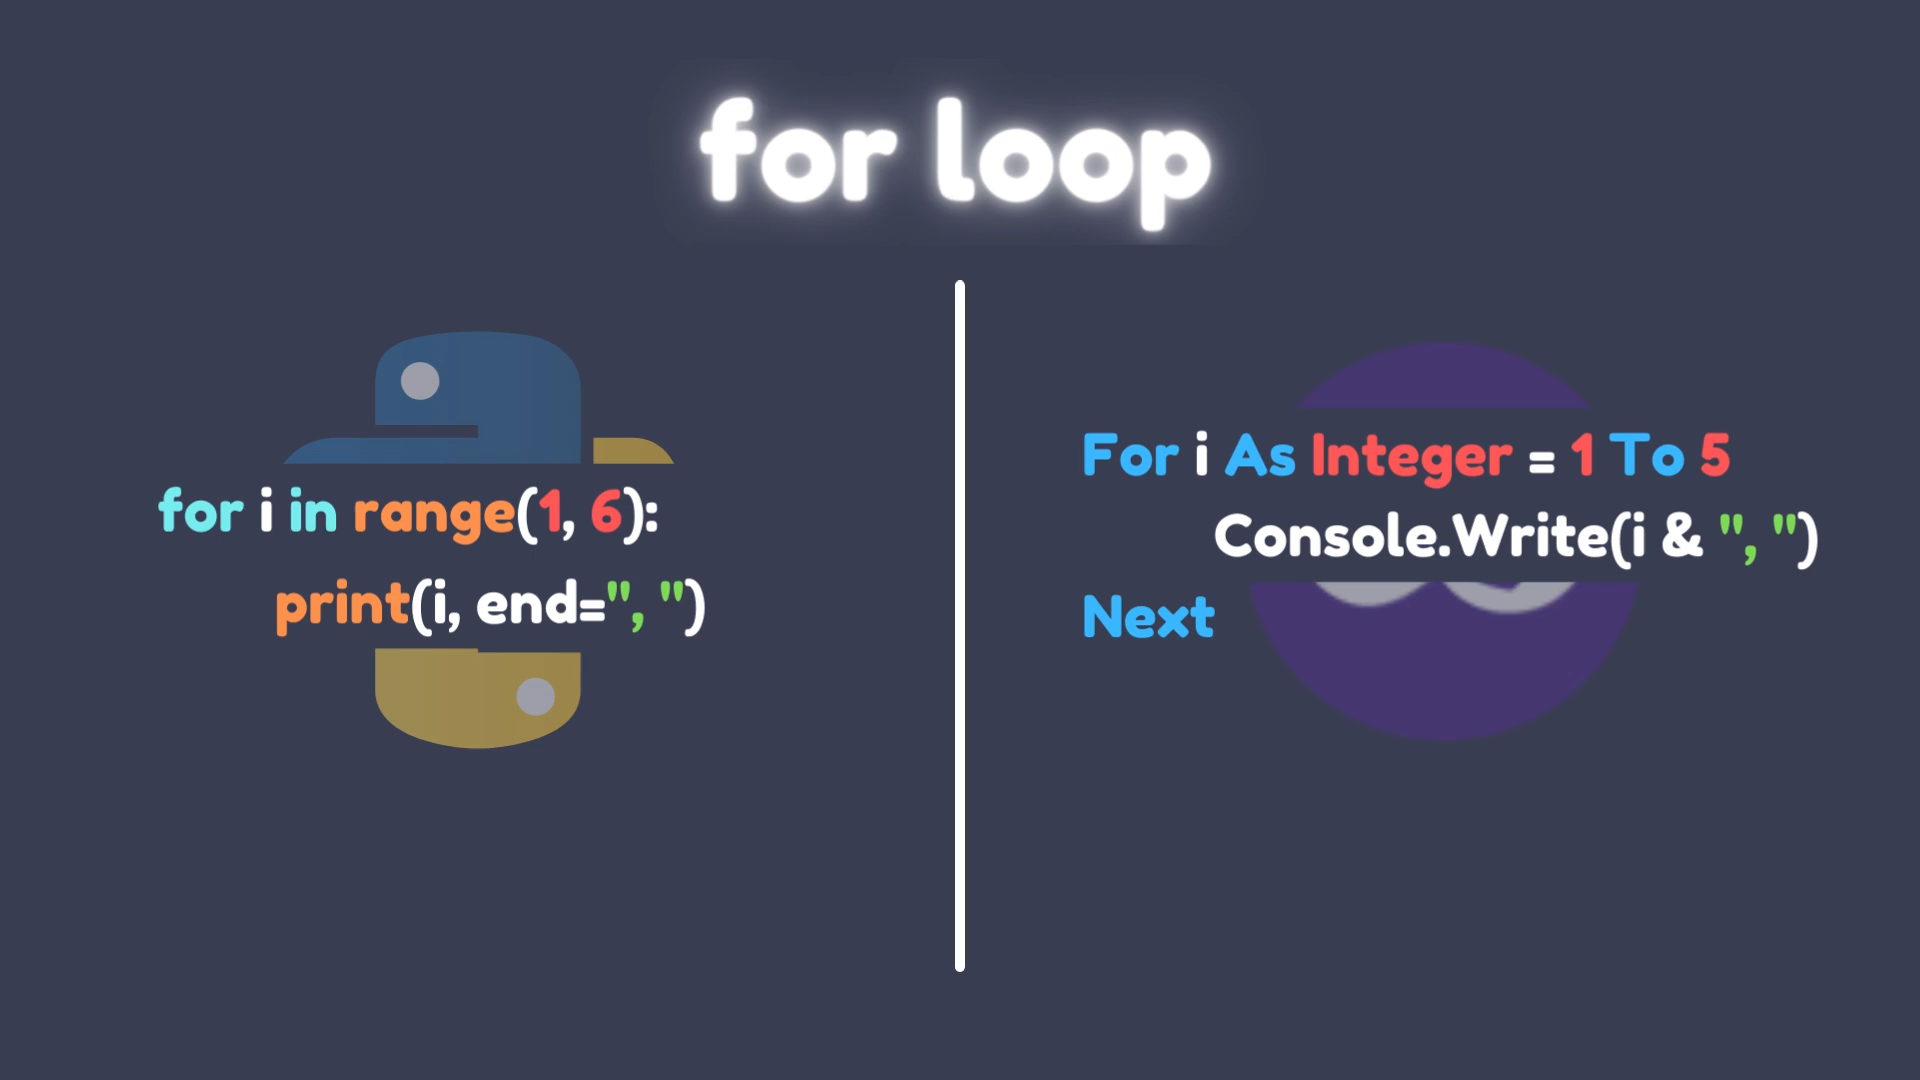 for loop
for i in range(1, 6):
print(i, end=", ")
For i As Integer = 1 To 5
Console.Write(i & ", ")
Next